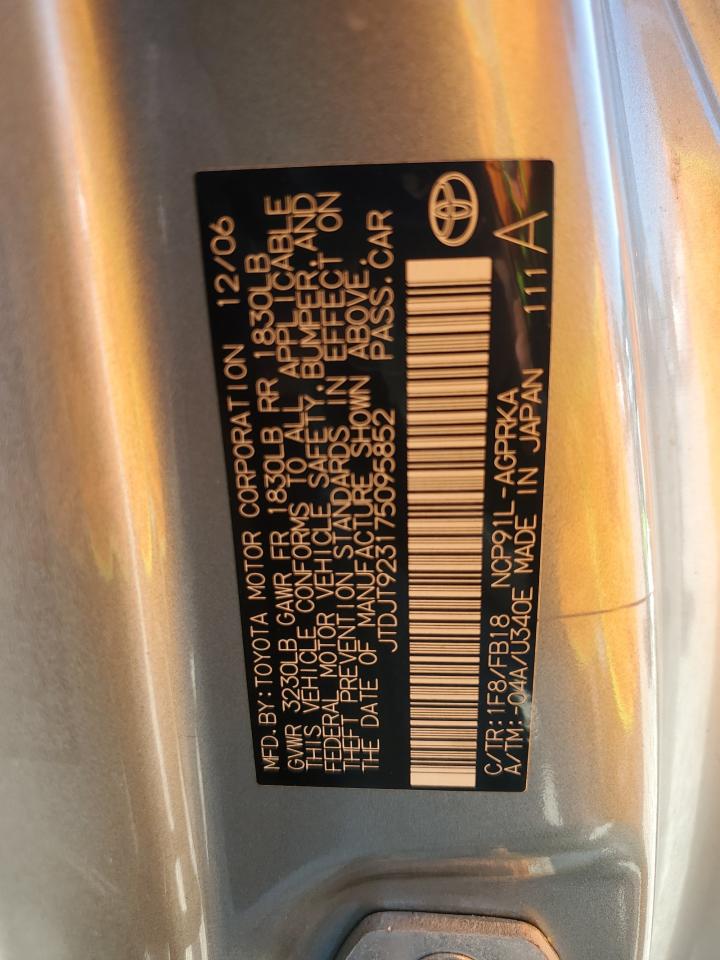 MFD. BY: TOYOTA MOTOR CORPORATION 12/06
GVWR 3230LB GAWR FR 1830LB RR 1830LB
THIS VEHICLE CONFORMS TO ALL APPLICABLE
FEDERAL MOTOR VEHICLE SAFETY, BUMPER, AND
THEFT PREVENTION STANDARDS IN EFFECT ON
THE DATE OF MANUFACTURE SHOWN ABOVE.
JTDJT923175095852 PASS. CAR
C/TR: 1F8/FB18 NCP91L-AGPRKA
A/TM: -04A/U340E MADE IN JAPAN 111 A